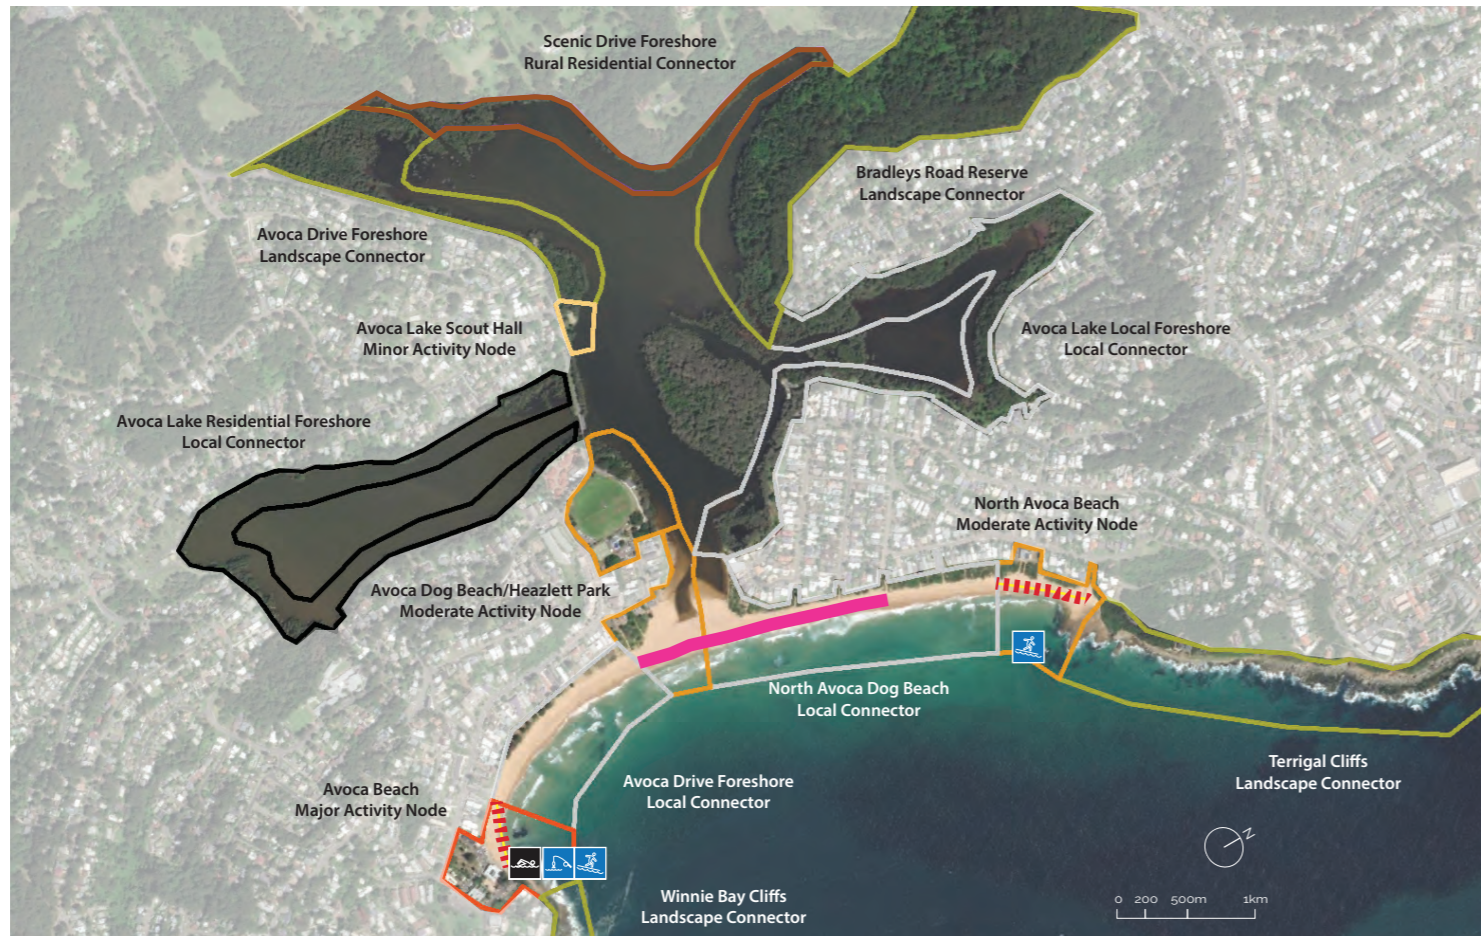 Scenic Drive Foreshore
Rural Residential Connector
Bradleys Road Reserve
Landscape Connector
Avoca Drive Foreshore
Landscape Connector
Avoca Lake Scout Hall
Minor Activity Node
Avoca Lake Local Foreshore
Local Connector
Avoca Lake Residential Foreshore
Local Connector
North Avoca Beach
Moderate Activity Node
Avoca Dog Beach/Heazlett Park
Moderate Activity Node
North Avoca Dog Beach
Local Connector
Terrigal Cliffs
Landscape Connector
Avoca Drive Foreshore
Local Connector
Avoca Beach
Major Activity Node
Winnie Bay Cliffs
Landscape Connector
N
0 200 500m 1km